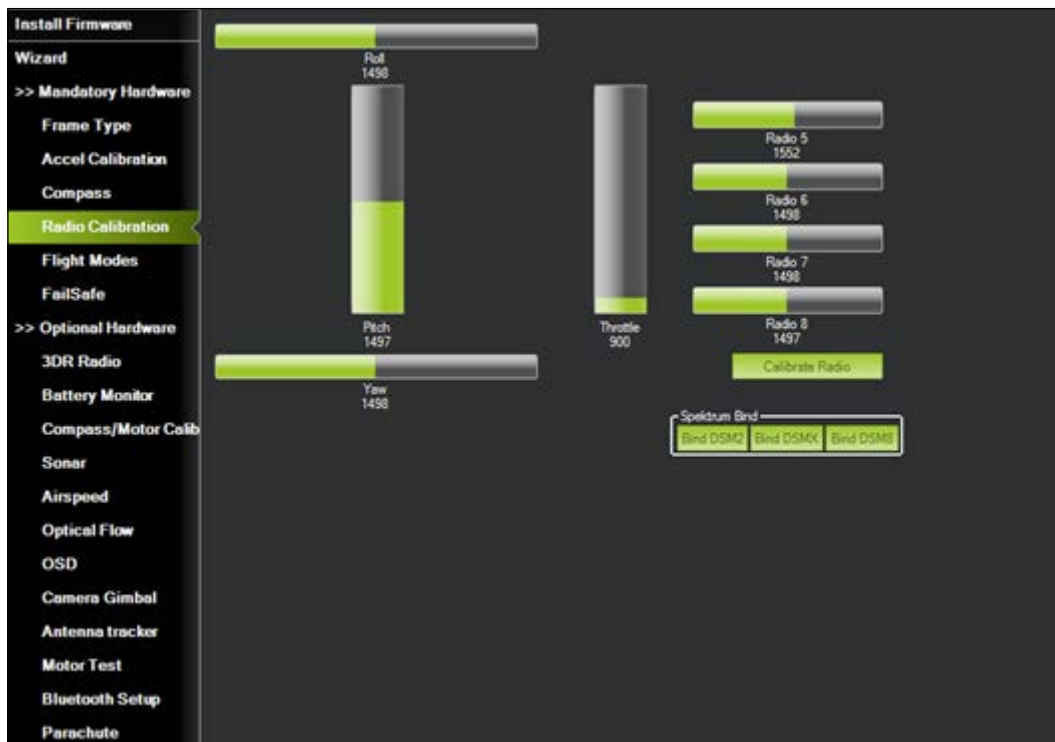 Install Firmware
Wizard
>> Mandatory Hardware
Frame Type
Accel Calibration
Compass
Radio Calibration
Flight Modes
FailSafe
>> Optional Hardware
3DR Radio
Battery Monitor
Compass/Motor Calib
Sonar
Airspeed
Optical Flow
OSD
Camera Gimbal
Antenna tracker
Motor Test
Bluetooth Setup
Parachute
Roll
1498
Pitch
1497
Throttle
900
Yaw
1498
Radio 5
1552
Radio 6
1498
Radio 7
1498
Radio 8
1497
Calibrate Radio
Spektrum Bind
Bind DSM2 Bind DSMX Bind DSM8